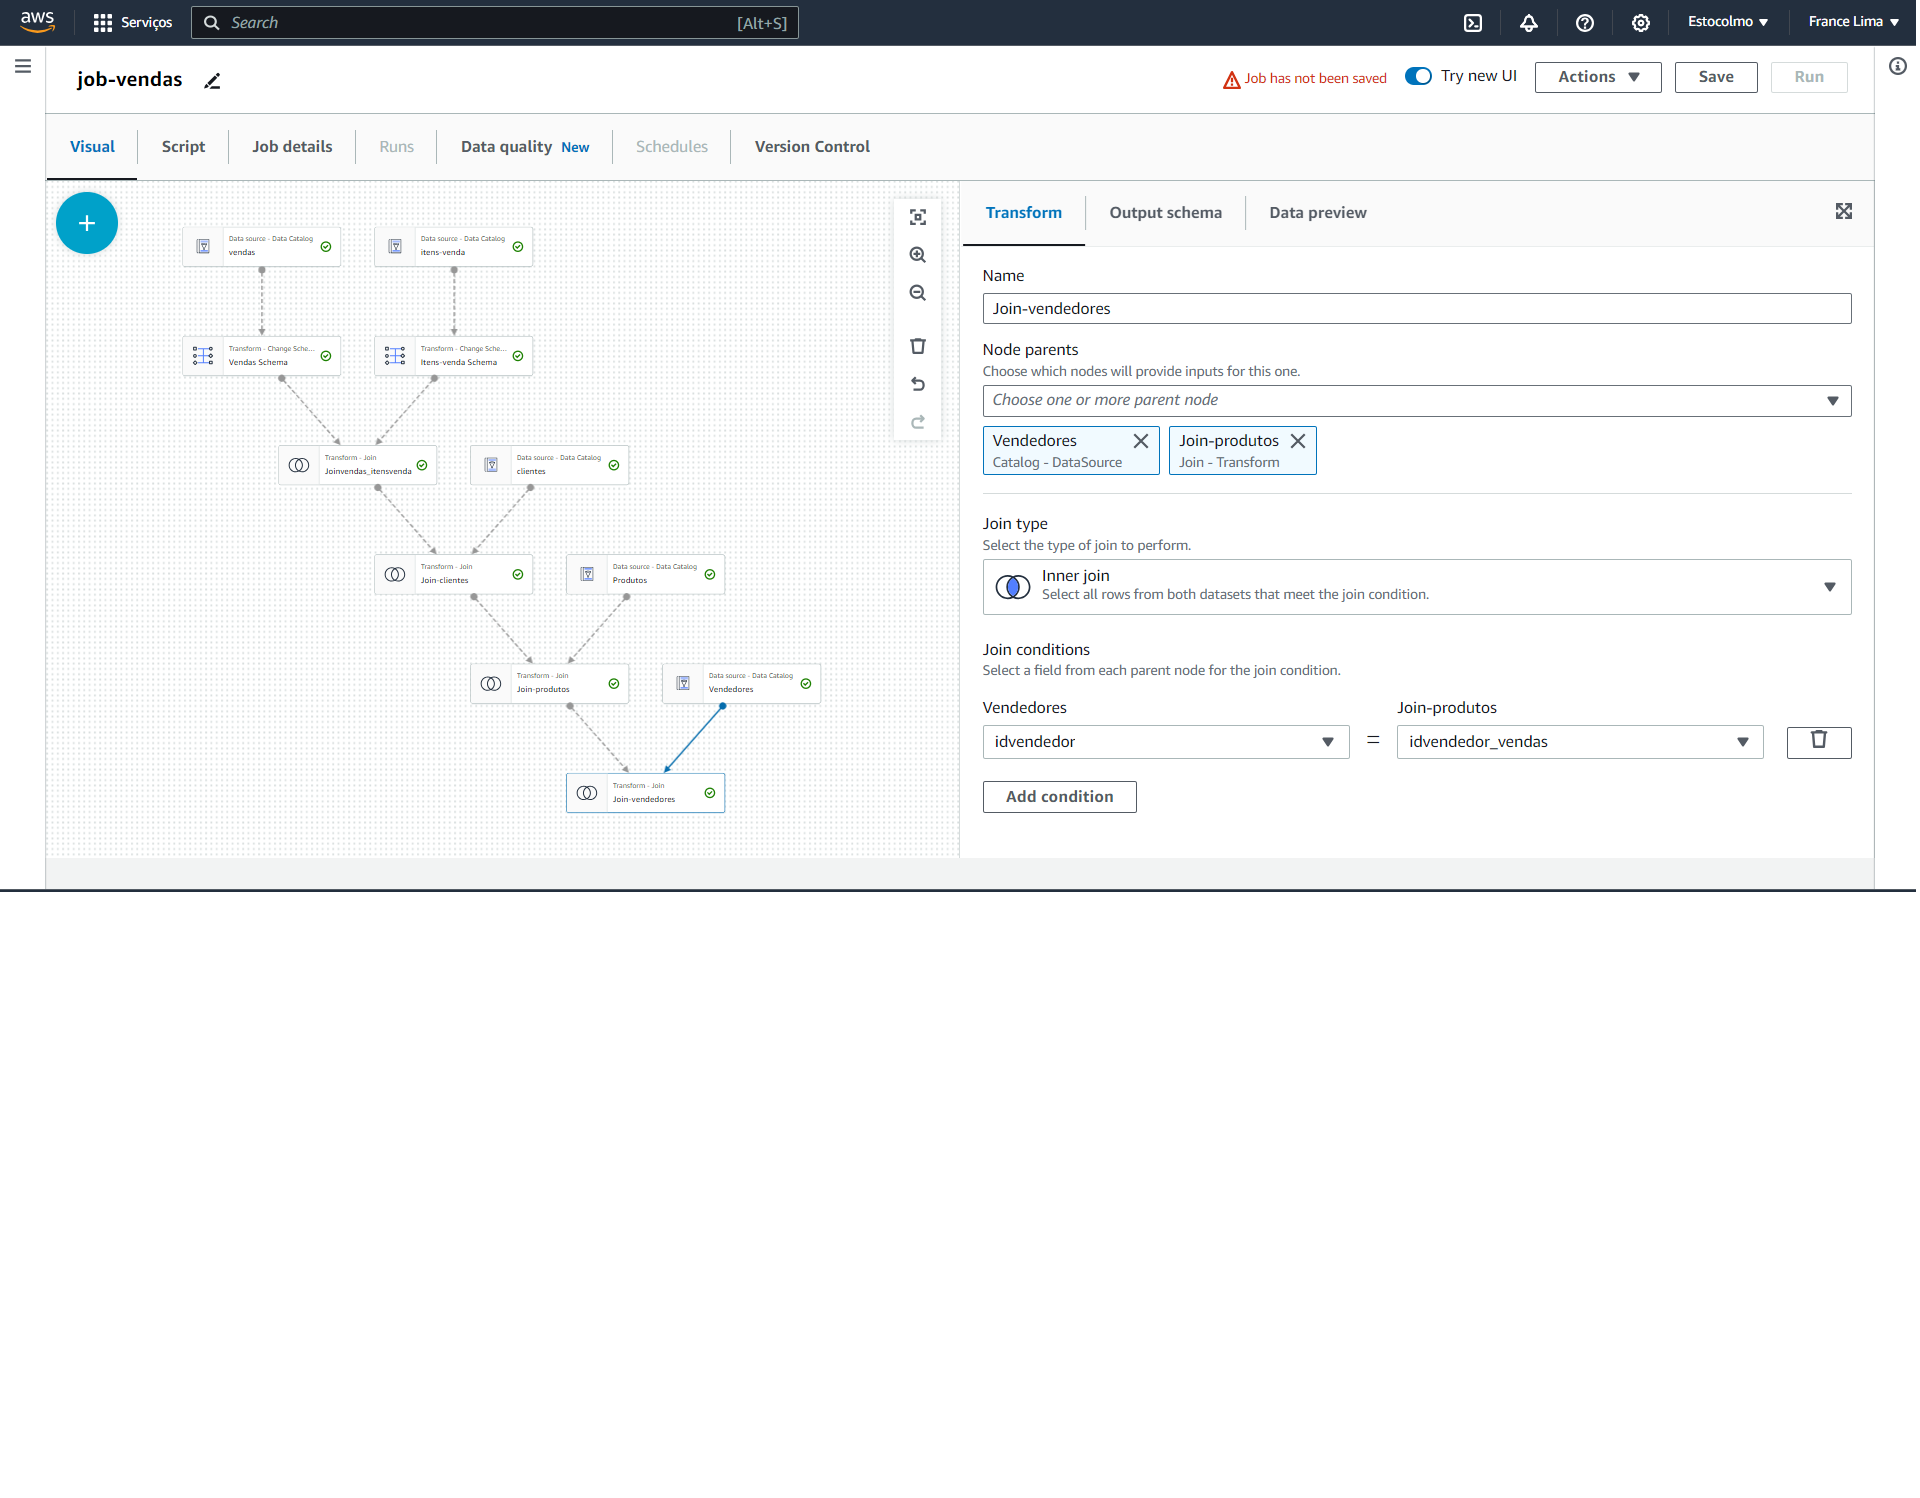 aws
Serviços
Search
[Alt+S]
Estocolmo
France Lima
job-vendas
Job has not been saved
Try new UI
Actions
Save
Run
Visual
Script
Job details
Runs
Data quality New
Schedules
Version Control
Data source - Data Catalog
vendas
Data source - Data Catalog
itens-venda
Transform - Change Sche...
Vendas Schema
Transform - Change Sche...
Itens-venda Schema
Transform - Join
Joinvendas_itensvenda
Data source - Data Catalog
clientes
Transform - Join
Join-clientes
Data source - Data Catalog
Produtos
Transform - Join
Join-produtos
Data source - Data Catalog
Vendedores
Transform - Join
Join-vendedores
Transform
Output schema
Data preview
Name
Join-vendedores
Node parents
Choose which nodes will provide inputs for this one.
Choose one or more parent node
Vendedores
Catalog - DataSource
Join-produtos
Join - Transform
Join type
Select the type of join to perform.
Inner join
Select all rows from both datasets that meet the join condition.
Join conditions
Select a field from each parent node for the join condition.
Vendedores
Join-produtos
idvendedor
=
idvendedor_vendas
Add condition